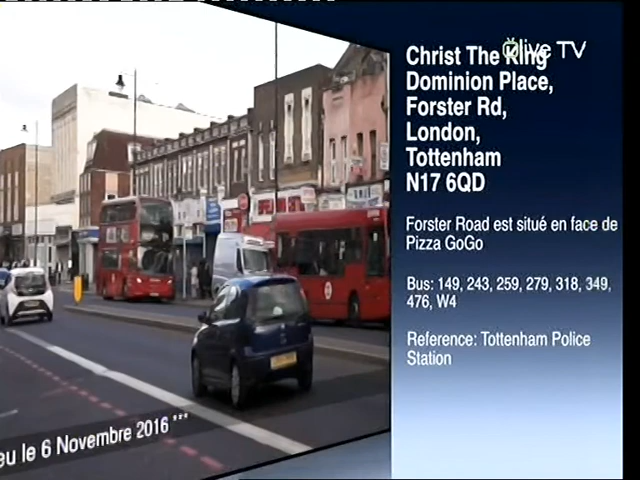 Christ The King
Dominion Place,
Forster Rd,
London,
Tottenham
N17 6QD
Olive TV
Forster Road est situé en face de
Pizza GoGo
Bus: 149, 243, 259, 279, 318, 349,
476, W4
Reference: Tottenham Police
Station
eu le 6 Novembre 2016 ***